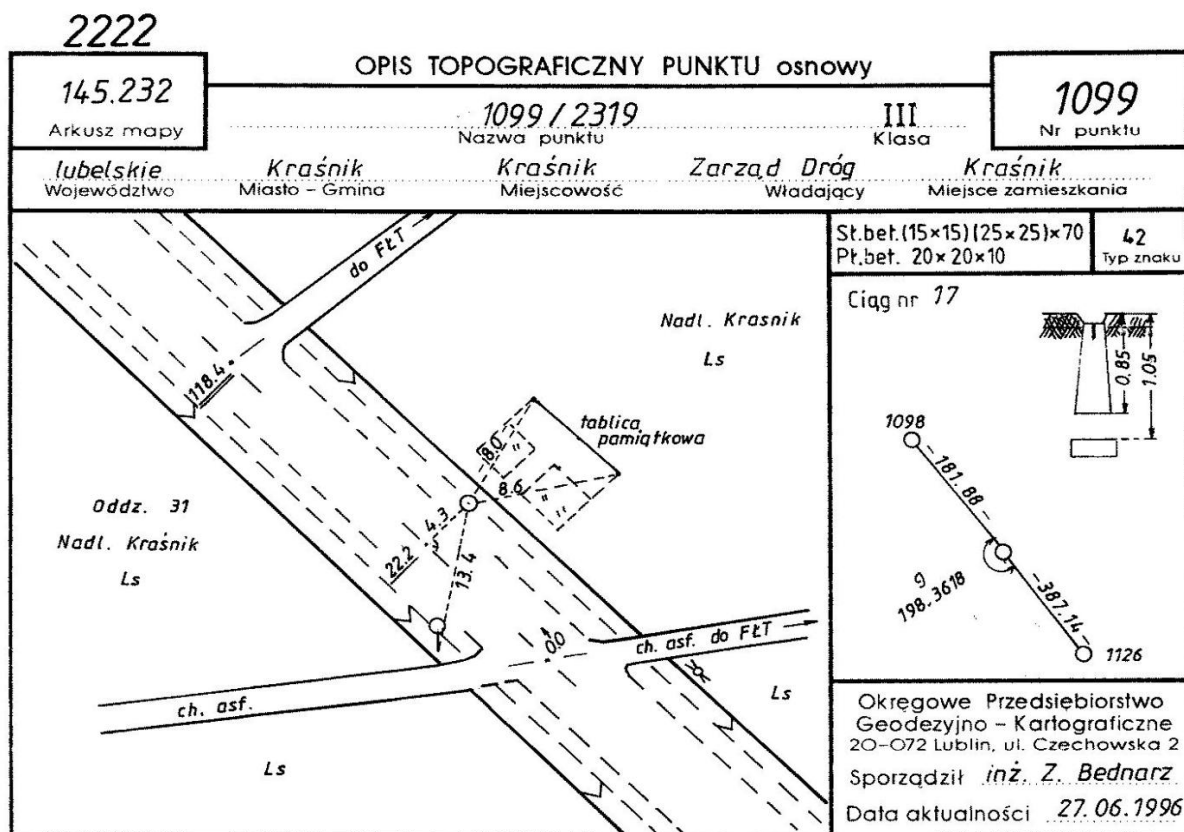 2222
145.232
Arkusz mapy
OPIS TOPOGRAFICZNY PUNKTU osnowy
1099/2319
Nazwa punktu
III
Klasa
1099
Nr punktu
lubelskie Kraśnik Kraśnik Zarząd Dróg Kraśnik
Województwo Miasto – Gmina Miejscowość Władający Miejsce zamieszkania
do FŁT
118.4
Nadl. Krasnik
Ls
tablica
pamiątkowa
8.0
"
8.6
"
"
4.3
22.2
13.4
Oddz. 31
Nadl. Kraśnik
Ls
0.0
ch. asf. do FŁT
ch. asf.
Ls
Ls
St.bet.(15×15)(25×25)×70
Pt.bet. 20×20×10
42
Typ znaku
Ciąg nr 17
0.85
1.05
1098
-181.88-
g
198.3618
-387.14-
1126
Okręgowe Przedsiębiorstwo
Geodezyjno – Kartograficzne
20-072 Lublin, ul. Czechowska 2
Sporządził inż. Z. Bednarz
Data aktualności 27.06.1996